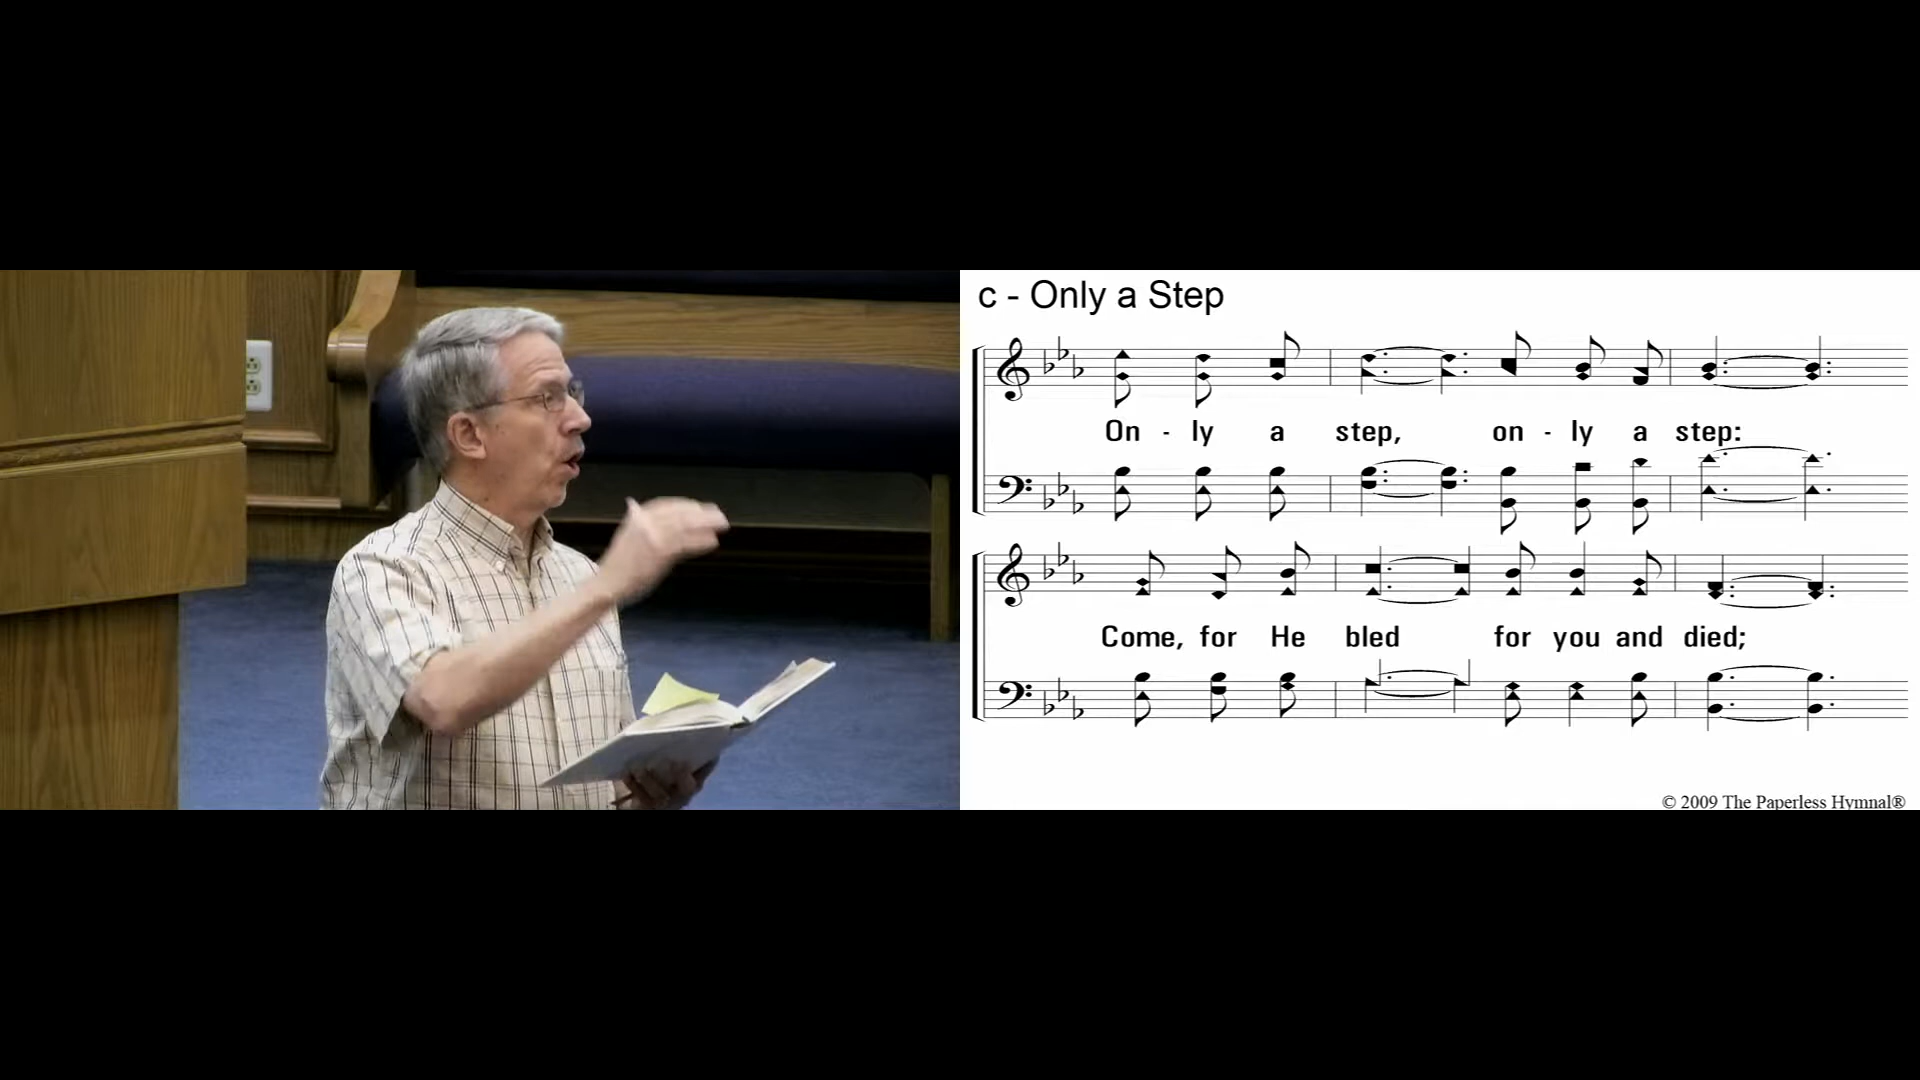 c - Only a Step
On - ly a step, on - ly a step:
Come, for He bled for you and died;
© 2009 The Paperless Hymnal®